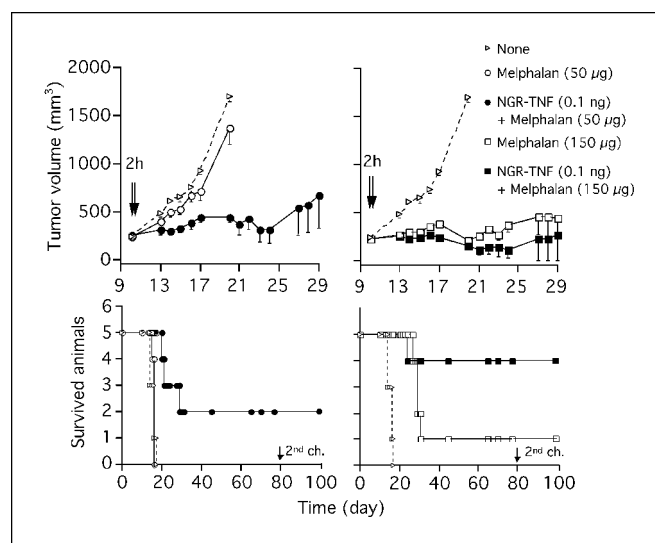 None
Melphalan (50 µg)
NGR-TNF (0.1 ng)
+ Melphalan (50 µg)
Melphalan (150 µg)
NGR-TNF (0.1 ng)
+ Melphalan (150 µg)
Tumor volume (mm³)
2000
1500
1000
500
0
2h
2h
9 13 17 21 25 29
9 13 17 21 25 29
Survived animals
6
5
4
3
2
1
0
2nd ch.
2nd ch.
0 20 40 60 80 100
0 20 40 60 80 100
Time (day)